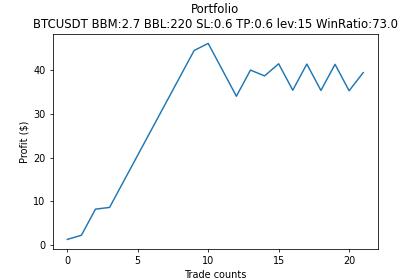 Portfolio
BTCUSDT BBM:2.7 BBL:220 SL:0.6 TP:0.6 lev:15 WinRatio:73.0
40
30
20
10
0
Profit ($)
0 5 10 15 20
Trade counts